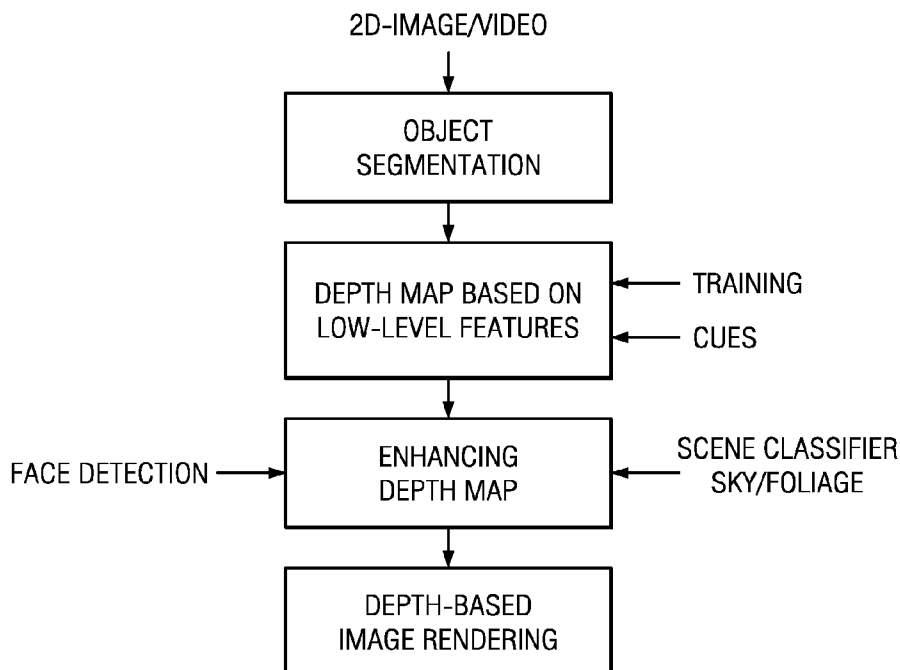 2D-IMAGE/VIDEO
OBJECT
SEGMENTATION
DEPTH MAP BASED ON
LOW-LEVEL FEATURES
TRAINING
CUES
FACE DETECTION
ENHANCING
DEPTH MAP
SCENE CLASSIFIER
SKY/FOLIAGE
DEPTH-BASED
IMAGE RENDERING